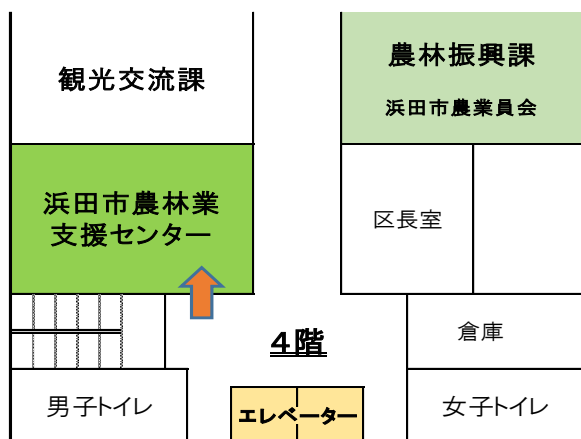 観光交流課
農林振興課
浜田市農業員会
浜田市農林業
支援センター
区長室
4階
倉庫
男子トイレ
エレベーター
女子トイレ